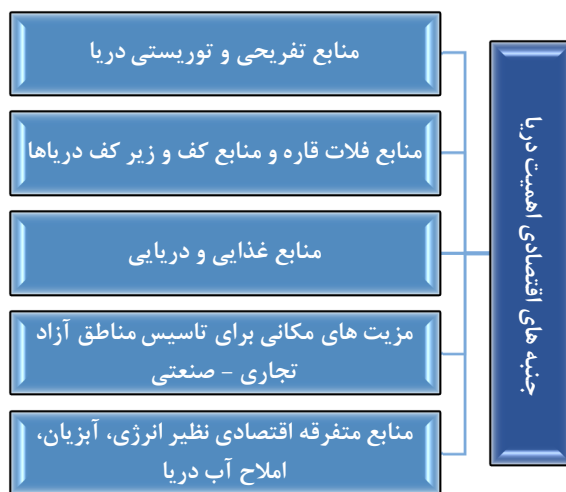 جنبه های اقتصادی اهمیت دریا
منابع تفریحی و توریستی دریا
منابع فلات قاره و منابع کف و زیر کف دریاها
منابع غذایی و دریایی
مزیت های مکانی برای تاسیس مناطق آزاد
تجاری - صنعتی
منابع متفرقه اقتصادی نظیر انرژی، آبزیان،
املاح آب دریا